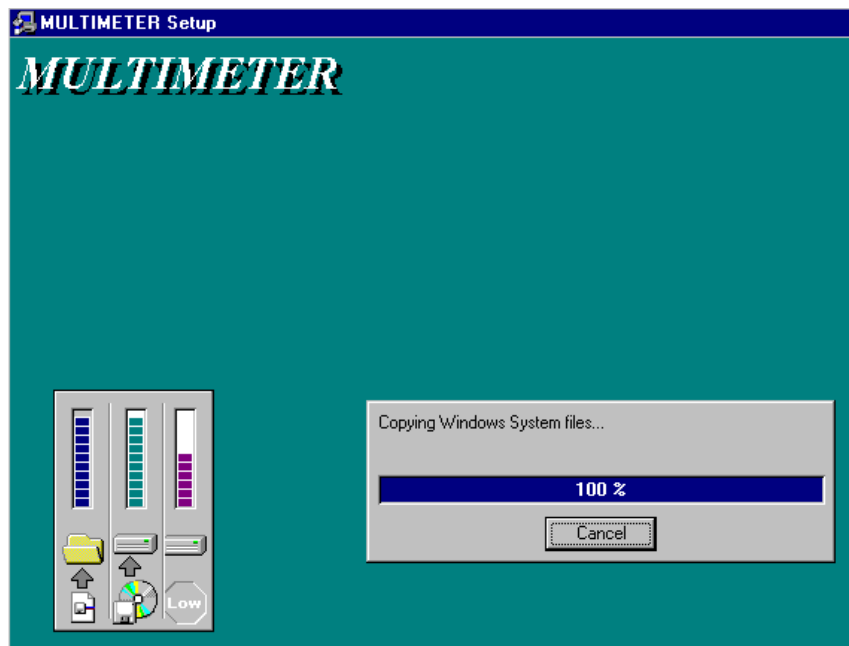 MULTIMETER Setup
MULTIMETER
Copying Windows System files...
100 %
Cancel
Low